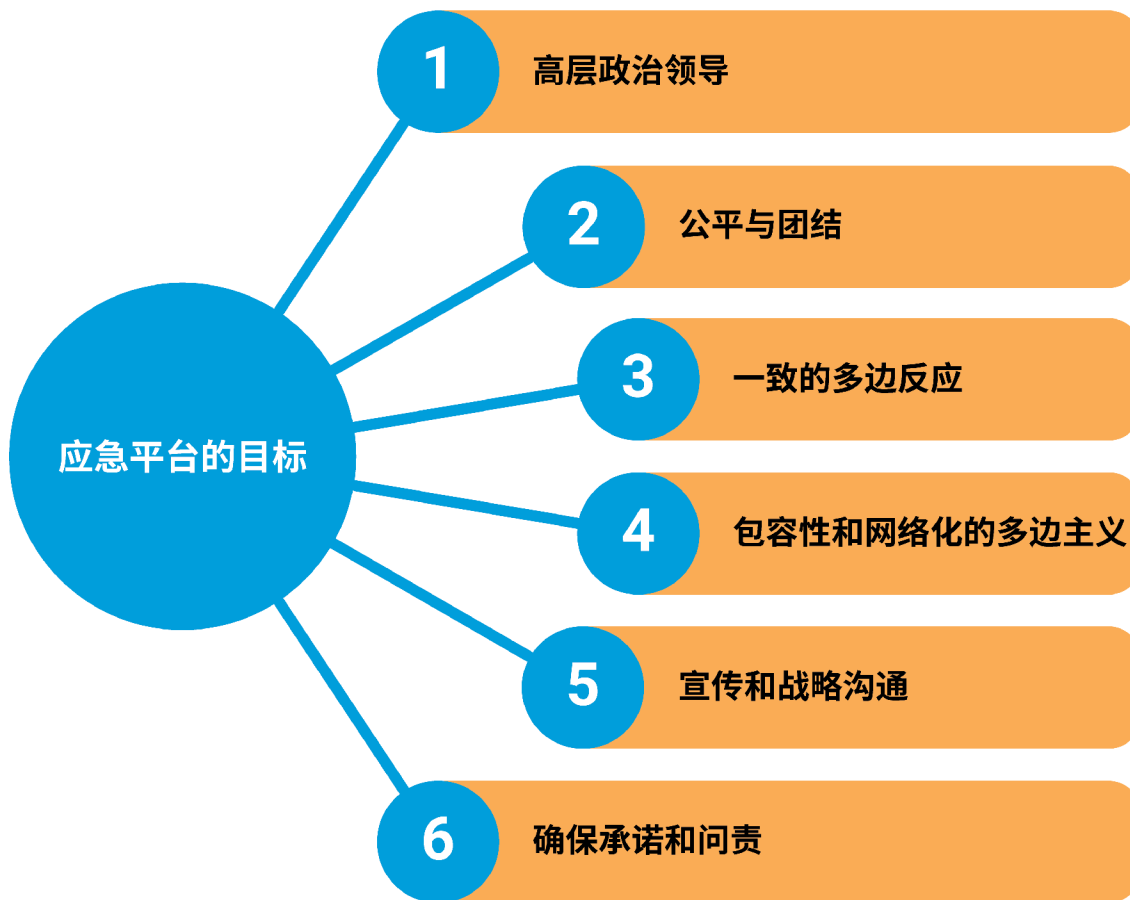 应急平台的目标
1
高层政治领导
2
公平与团结
3
一致的多边反应
4
包容性和网络化的多边主义
5
宣传和战略沟通
6
确保承诺和问责